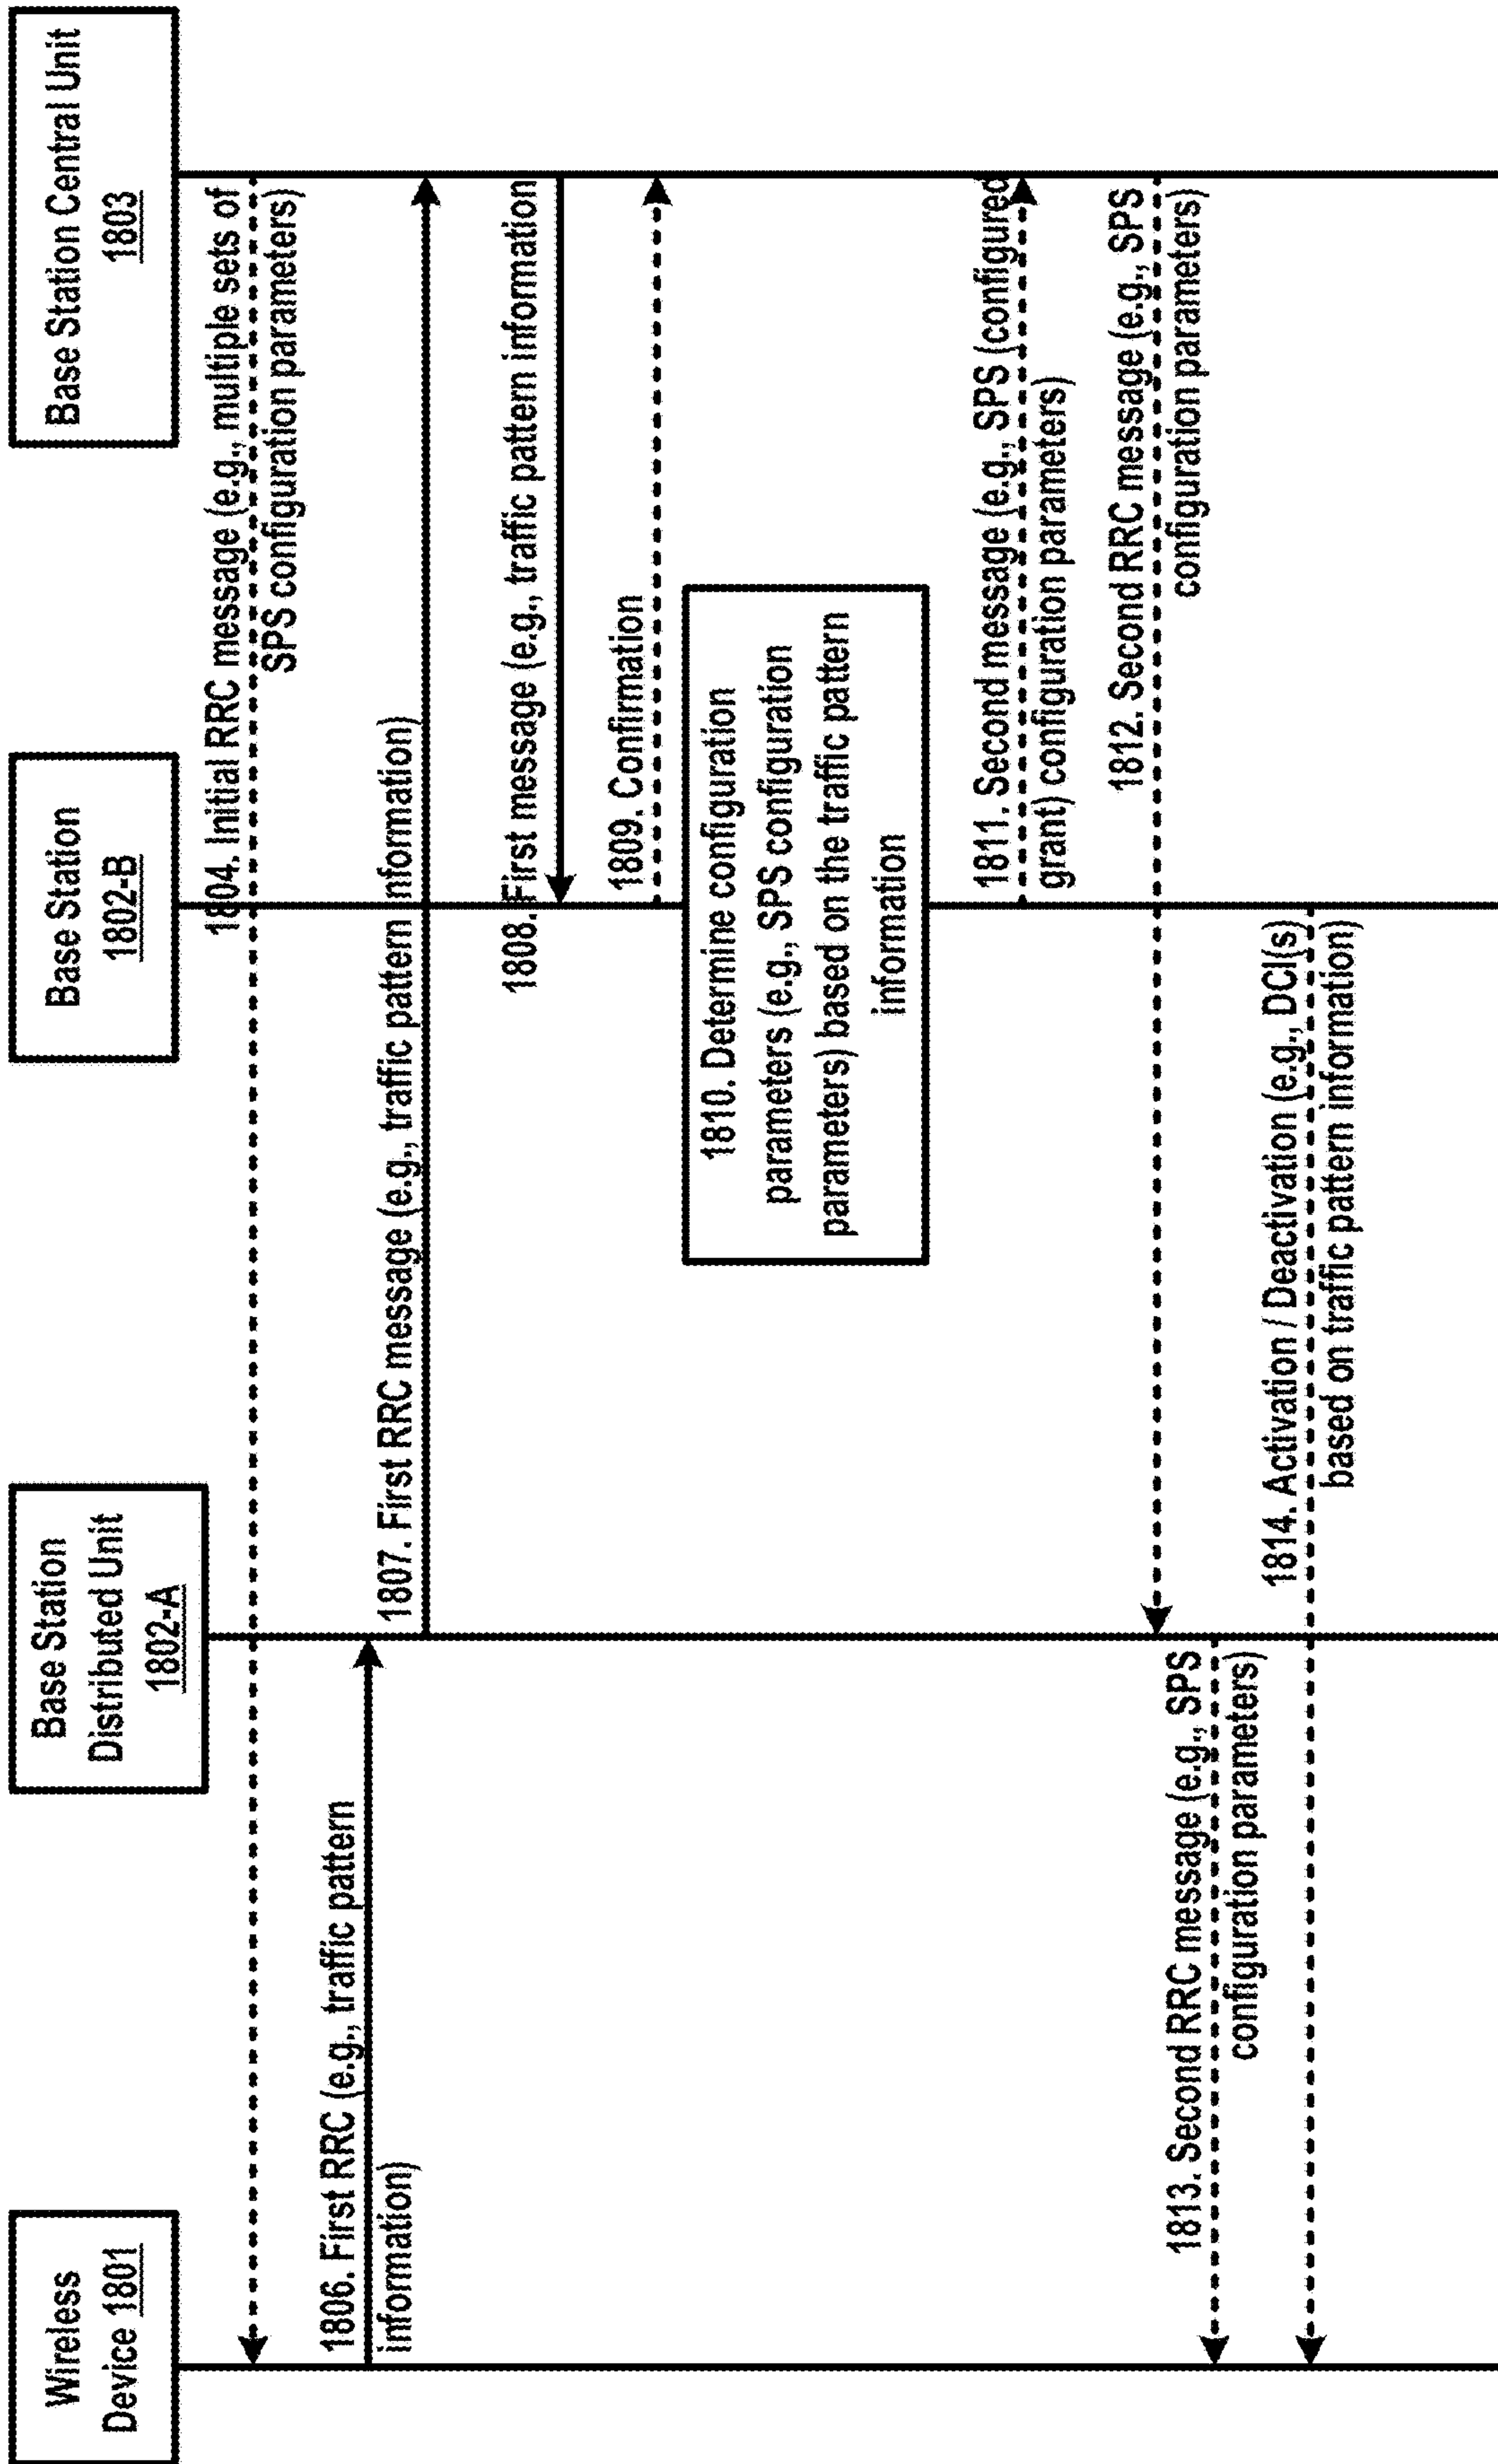 Wireless
Device 1801
Base Station
Distributed Unit
1802-A
Base Station
1802-B
Base Station Central Unit
1803
1804. Initial RRC message (e.g., multiple sets of
SPS configuration parameters)
1806. First RRC (e.g., traffic pattern
information)
1807. First RRC message (e.g., traffic pattern information)
1808. First message (e.g., traffic pattern information
1809. Confirmation
1810. Determine configuration
parameters (e.g., SPS configuration
parameters) based on the traffic pattern
information
1811. Second message (e.g., SPS (configured
grant) configuration parameters)
1812. Second RRC message (e.g., SPS
configuration parameters)
1813. Second RRC message (e.g., SPS
configuration parameters)
1814. Activation / Deactivation (e.g., DCI(s)
based on traffic pattern information)